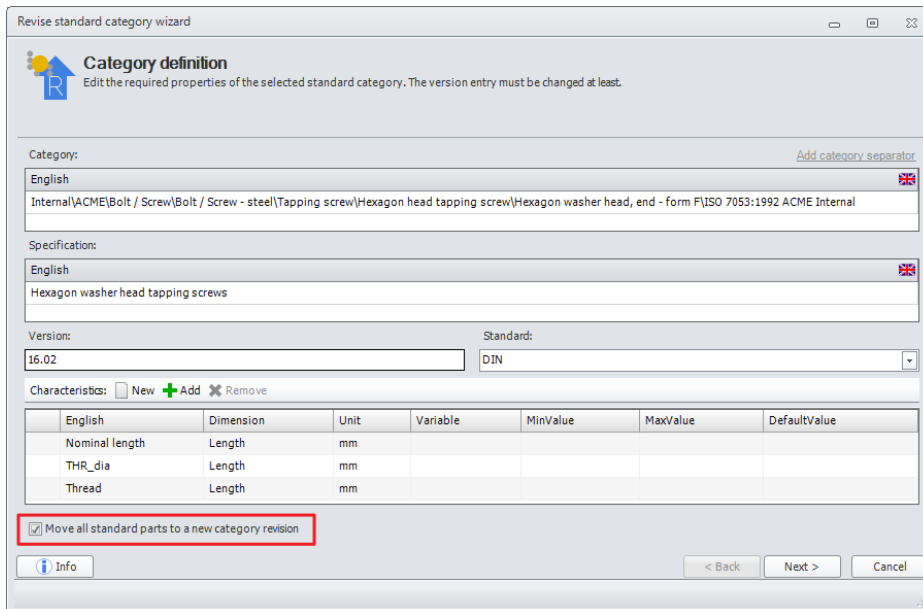 Revise standard category wizard
Category definition
Edit the required properties of the selected standard category. The version entry must be changed at least.
R
Category:
Add category separator
English
Internal\ACME\Bolt / Screw\Bolt / Screw - steel\Tapping screw\Hexagon head tapping screw\Hexagon washer head, end - form F\ISO 7053:1992 ACME Internal
Specification:
English
Hexagon washer head tapping screws
Version: Standard:
16.02 DIN
Characteristics: New Add Remove
English Dimension Unit Variable MinValue MaxValue DefaultValue
Nominal length Length mm
THR_dia Length mm
Thread Length mm
Move all standard parts to a new category revision
Info < Back Next > Cancel